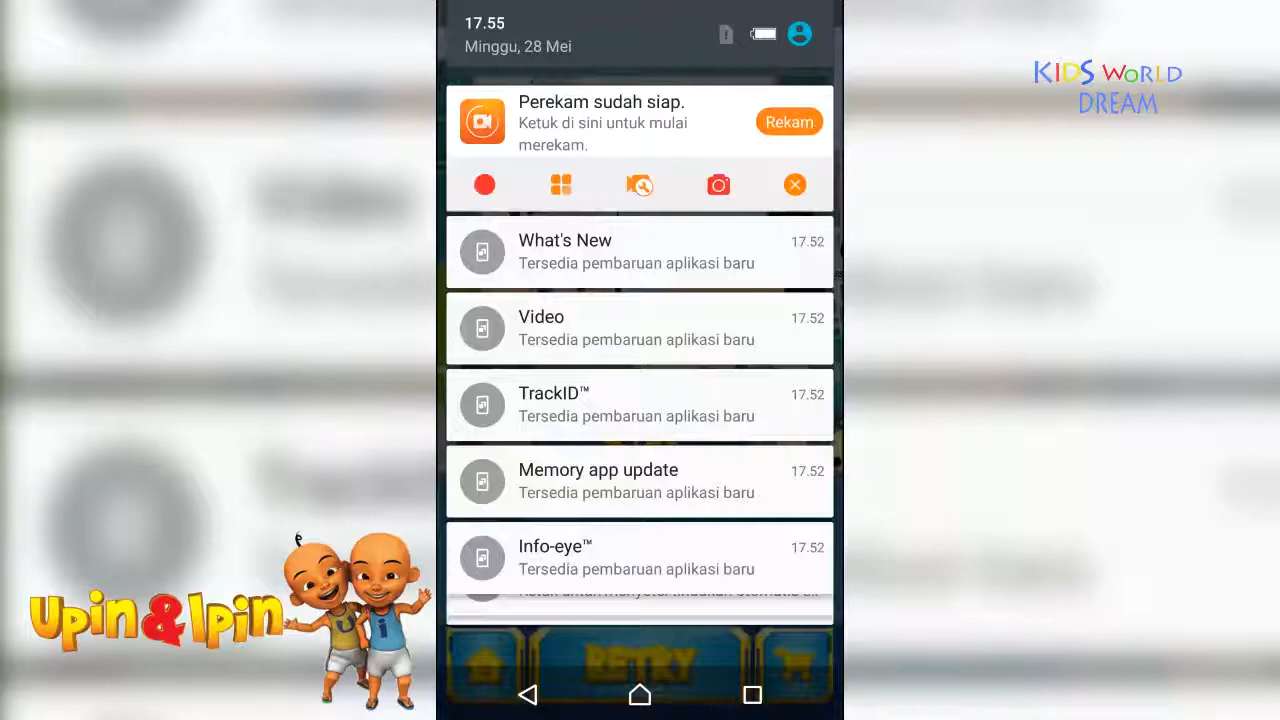 17.55
Minggu, 28 Mei
KIDS WORLD
DREAM
Perekam sudah siap.
Ketuk di sini untuk mulai
merekam.
Rekam
What's New
17.52
Tersedia pembaruan aplikasi baru
Video
17.52
Tersedia pembaruan aplikasi baru
TrackID™
17.52
Tersedia pembaruan aplikasi baru
Memory app update
17.52
Tersedia pembaruan aplikasi baru
Info-eye™
17.52
Tersedia pembaruan aplikasi baru
Upin&Ipin
RETRY